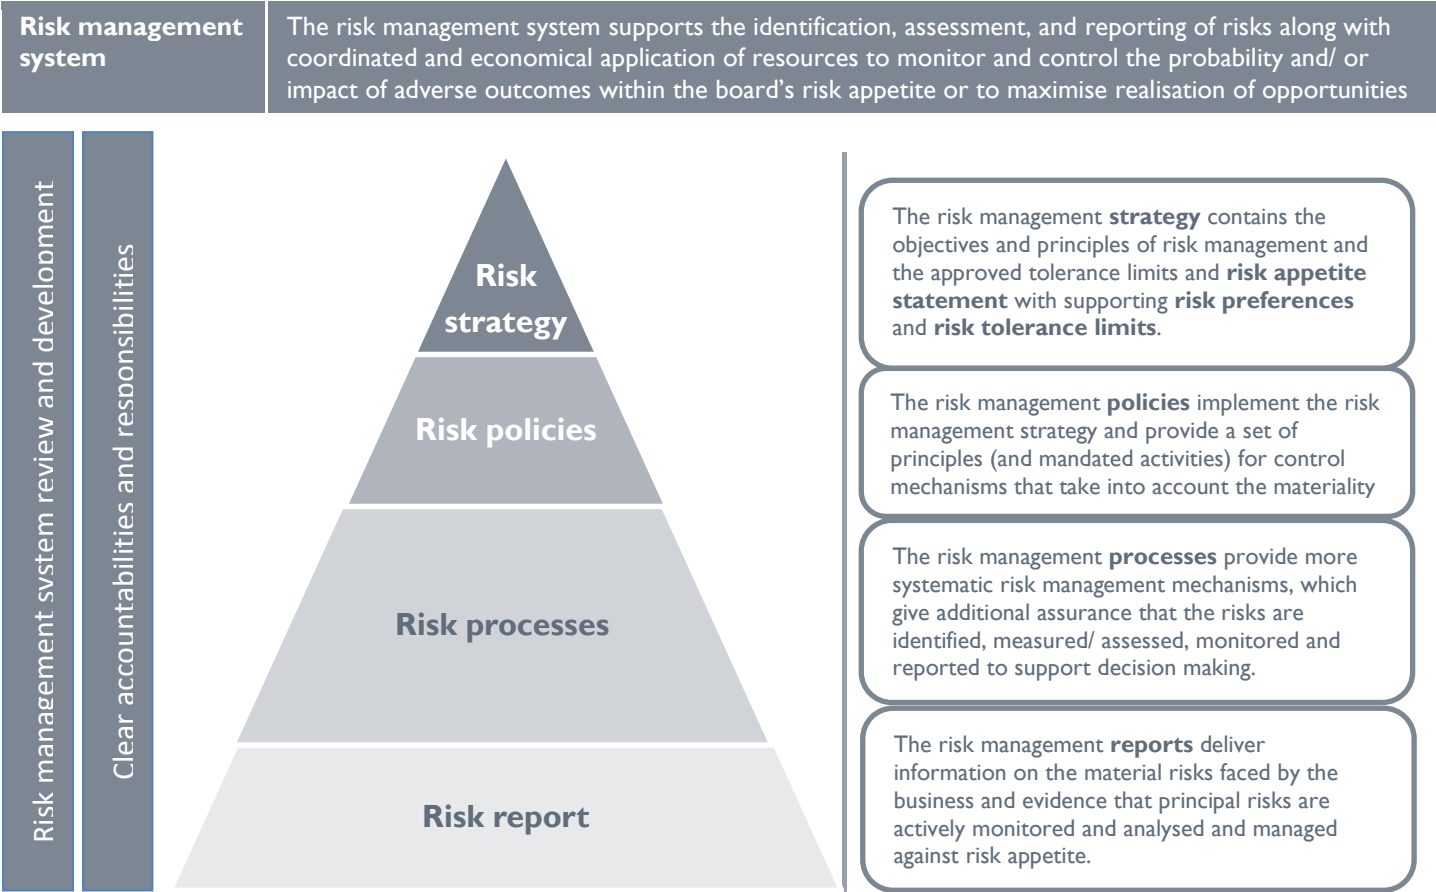 Risk management
system
The risk management system supports the identification, assessment, and reporting of risks along with
coordinated and economical application of resources to monitor and control the probability and/ or
impact of adverse outcomes within the board's risk appetite or to maximise realisation of opportunities
Risk management system review and development
Clear accountabilities and responsibilities
Risk
strategy
Risk policies
Risk processes
Risk report
The risk management strategy contains the
objectives and principles of risk management and
the approved tolerance limits and risk appetite
statement with supporting risk preferences
and risk tolerance limits.
The risk management policies implement the risk
management strategy and provide a set of
principles (and mandated activities) for control
mechanisms that take into account the materiality
The risk management processes provide more
systematic risk management mechanisms, which
give additional assurance that the risks are
identified, measured/ assessed, monitored and
reported to support decision making.
The risk management reports deliver
information on the material risks faced by the
business and evidence that principal risks are
actively monitored and analysed and managed
against risk appetite.